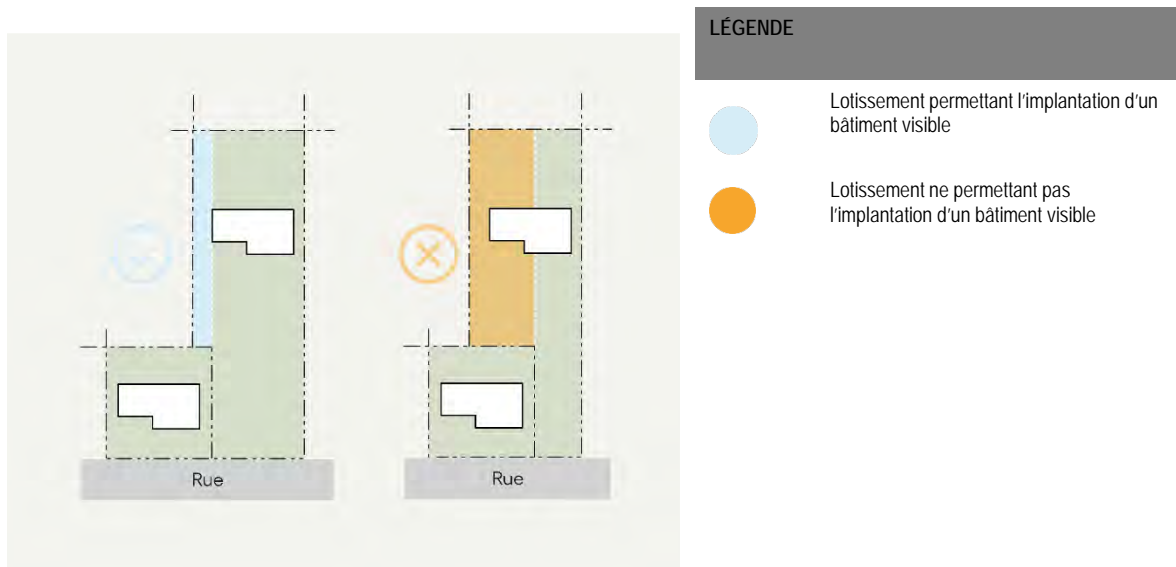 LÉGENDE
Lotissement permettant l'implantation d'un
bâtiment visible
Lotissement ne permettant pas
l'implantation d'un bâtiment visible
Rue
Rue